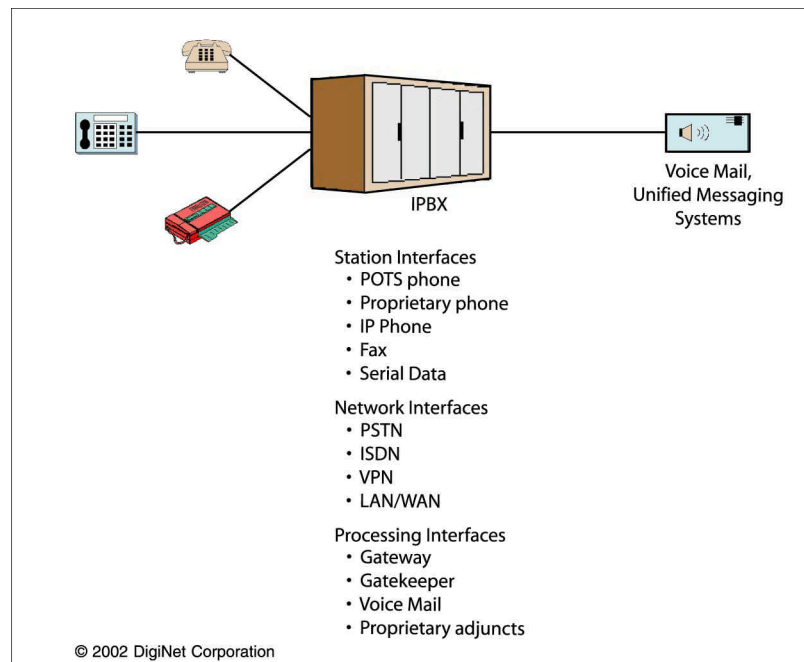 IPBX
Voice Mail,
Unified Messaging
Systems
Station Interfaces
• POTS phone
• Proprietary phone
• IP Phone
• Fax
• Serial Data
Network Interfaces
• PSTN
• ISDN
• VPN
• LAN/WAN
Processing Interfaces
• Gateway
• Gatekeeper
• Voice Mail
• Proprietary adjuncts
© 2002 DigiNet Corporation